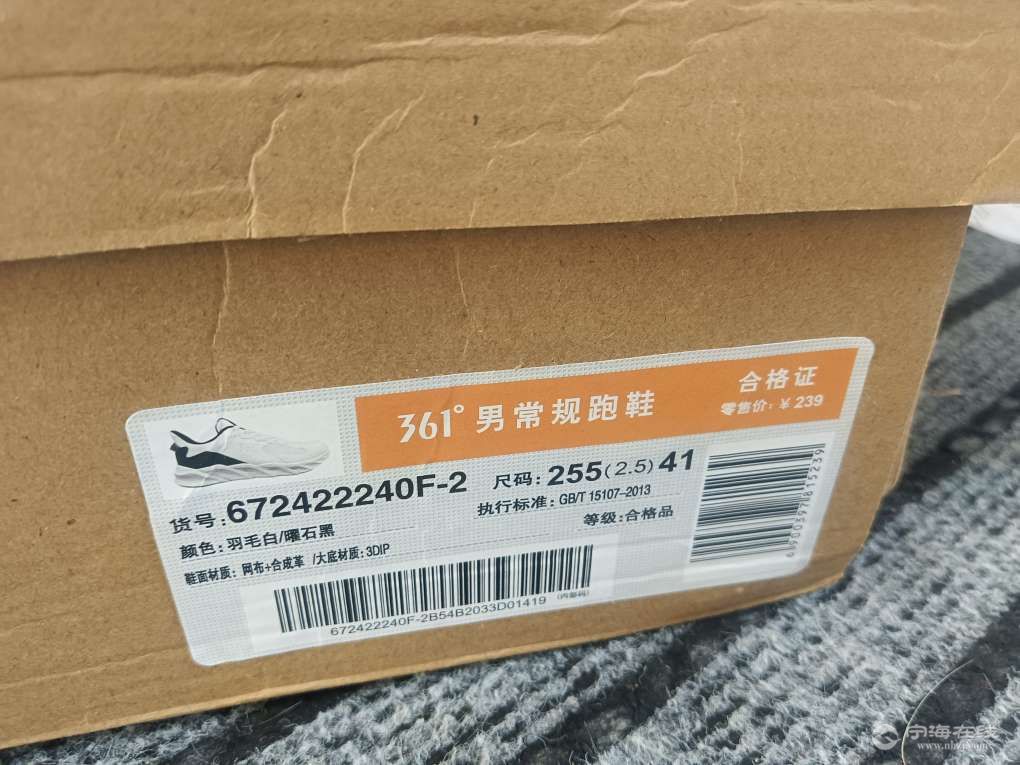 361° 男常规跑鞋
合格证
零售价: ¥ 239
货号:672422240F-2
尺码:255(2.5)41
颜色:羽毛白/曜石黑
执行标准:GB/T 15107-2013
鞋面材质:网布+合成革 /大底材质:3DIP
等级:合格品
672422240F-2B54B2033D01419 (内部码)
宁海在线